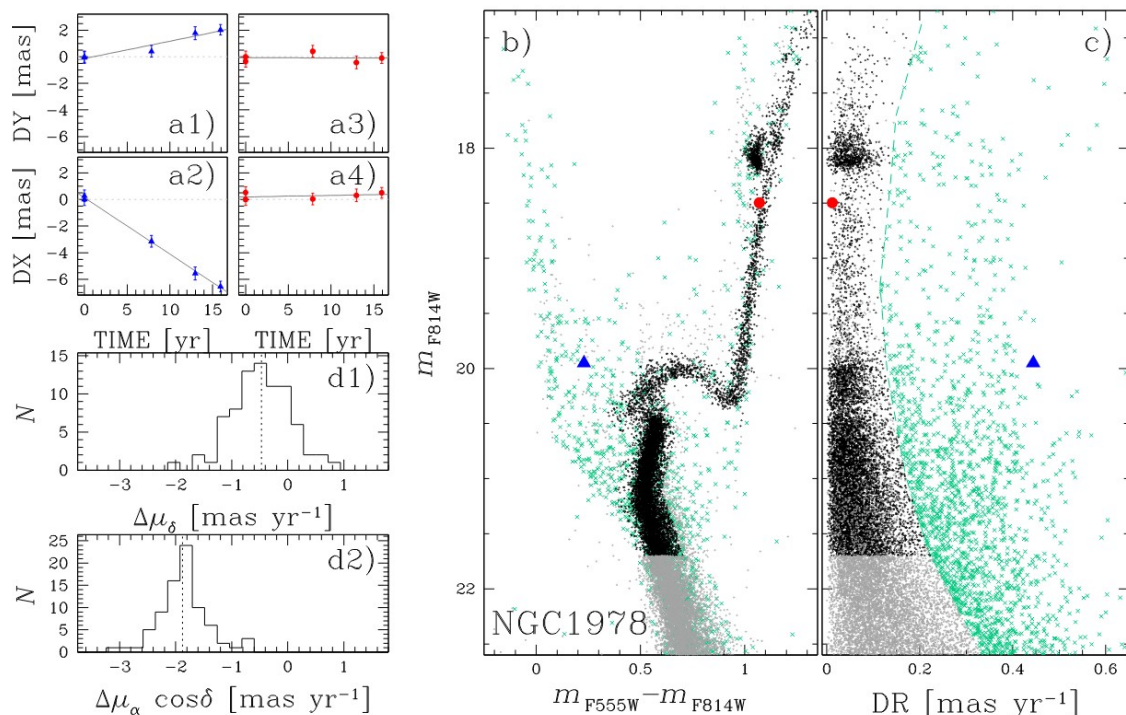 DY [mas]
2
0
−2
−4
−6
a1)
a3)
b)
c)
DX [mas]
2
0
−2
−4
−6
a2)
a4)
0 5 10 15 0 5 10 15
TIME [yr] TIME [yr]
N
15
10
5
0
d1)
−3 −2 −1 0 1
Δμδ [mas yr⁻¹]
N
25
20
15
10
5
0
d2)
−3 −2 −1 0 1
Δμα cosδ [mas yr⁻¹]
mF814W
18
20
22
NGC1978
0 0.5 1
mF555W−mF814W
0 0.2 0.4 0.6
DR [mas yr⁻¹]